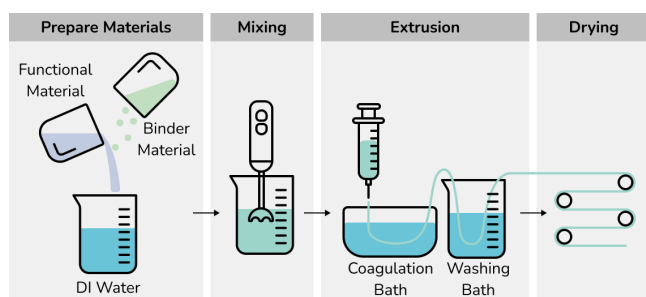 Prepare Materials
Functional
Material
Binder
Material
DI Water
Mixing
Extrusion
Coagulation
Bath
Washing
Bath
Drying